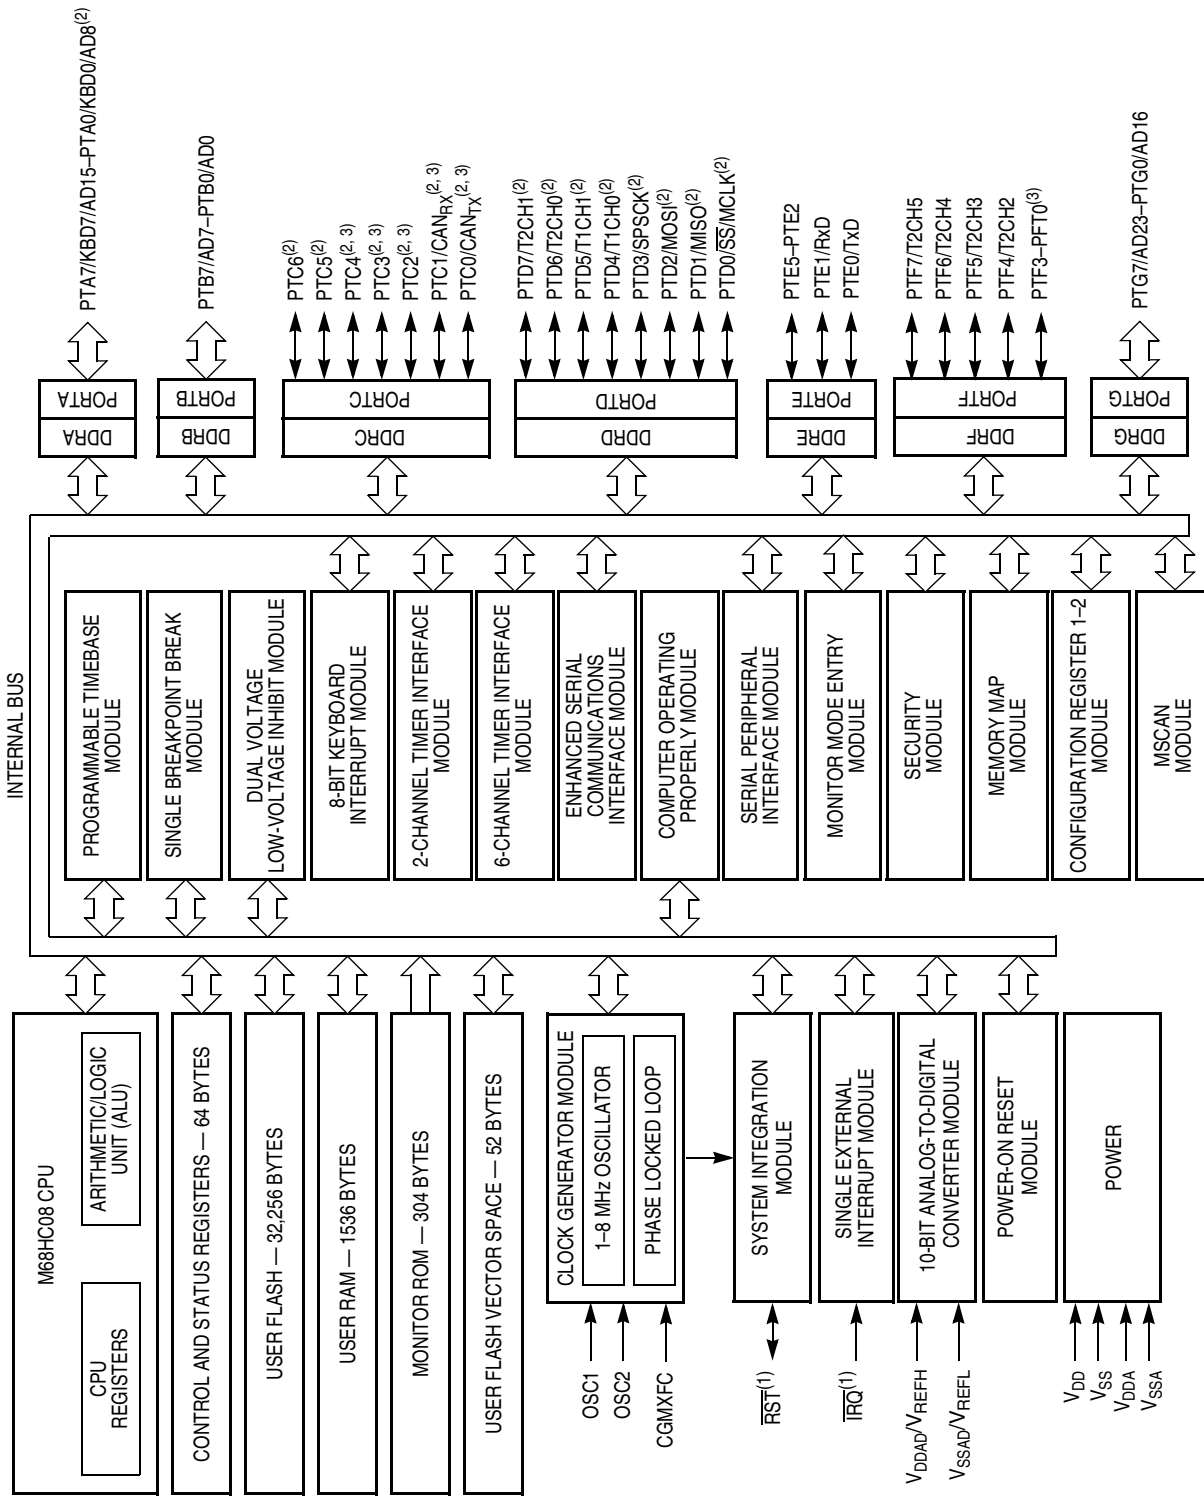 INTERNAL BUS
M68HC08 CPU
CPU
REGISTERS
ARITHMETIC/LOGIC
UNIT (ALU)
CONTROL AND STATUS REGISTERS — 64 BYTES
USER FLASH — 32,256 BYTES
USER RAM — 1536 BYTES
MONITOR ROM — 304 BYTES
USER FLASH VECTOR SPACE — 52 BYTES
CLOCK GENERATOR MODULE
1–8 MHz OSCILLATOR
PHASE LOCKED LOOP
OSC1
OSC2
CGMXFC
SYSTEM INTEGRATION
MODULE
RST(1)
SINGLE EXTERNAL
INTERRUPT MODULE
IRQ(1)
10-BIT ANALOG-TO-DIGITAL
CONVERTER MODULE
VDDAD/VREFH
VSSAD/VREFL
POWER-ON RESET
MODULE
POWER
VDD
VSS
VDDA
VSSA
PROGRAMMABLE TIMEBASE
MODULE
SINGLE BREAKPOINT BREAK
MODULE
DUAL VOLTAGE
LOW-VOLTAGE INHIBIT MODULE
8-BIT KEYBOARD
INTERRUPT MODULE
2-CHANNEL TIMER INTERFACE
MODULE
6-CHANNEL TIMER INTERFACE
MODULE
ENHANCED SERIAL
COMMUNICATIONS
INTERFACE MODULE
COMPUTER OPERATING
PROPERLY MODULE
SERIAL PERIPHERAL
INTERFACE MODULE
MONITOR MODE ENTRY
MODULE
SECURITY
MODULE
MEMORY MAP
MODULE
CONFIGURATION REGISTER 1–2
MODULE
MSCAN
MODULE
DDRA
PORTA
PTA7/KBD7/AD15–PTA0/KBD0/AD8(2)
DDRB
PORTB
PTB7/AD7–PTB0/AD0
DDRC
PORTC
PTC6(2)
PTC5(2)
PTC4(2, 3)
PTC3(2, 3)
PTC2(2, 3)
PTC1/CANRX(2, 3)
PTC0/CANTX(2, 3)
DDRD
PORTD
PTD7/T2CH1(2)
PTD6/T2CH0(2)
PTD5/T1CH1(2)
PTD4/T1CH0(2)
PTD3/SPSCK(2)
PTD2/MOSI(2)
PTD1/MISO(2)
PTD0/SS/MCLK(2)
DDRE
PORTE
PTE5–PTE2
PTE1/RxD
PTE0/TxD
DDRF
PORTF
PTF7/T2CH5
PTF6/T2CH4
PTF5/T2CH3
PTF4/T2CH2
PTF3–PFT0(3)
DDRG
PORTG
PTG7/AD23–PTG0/AD16